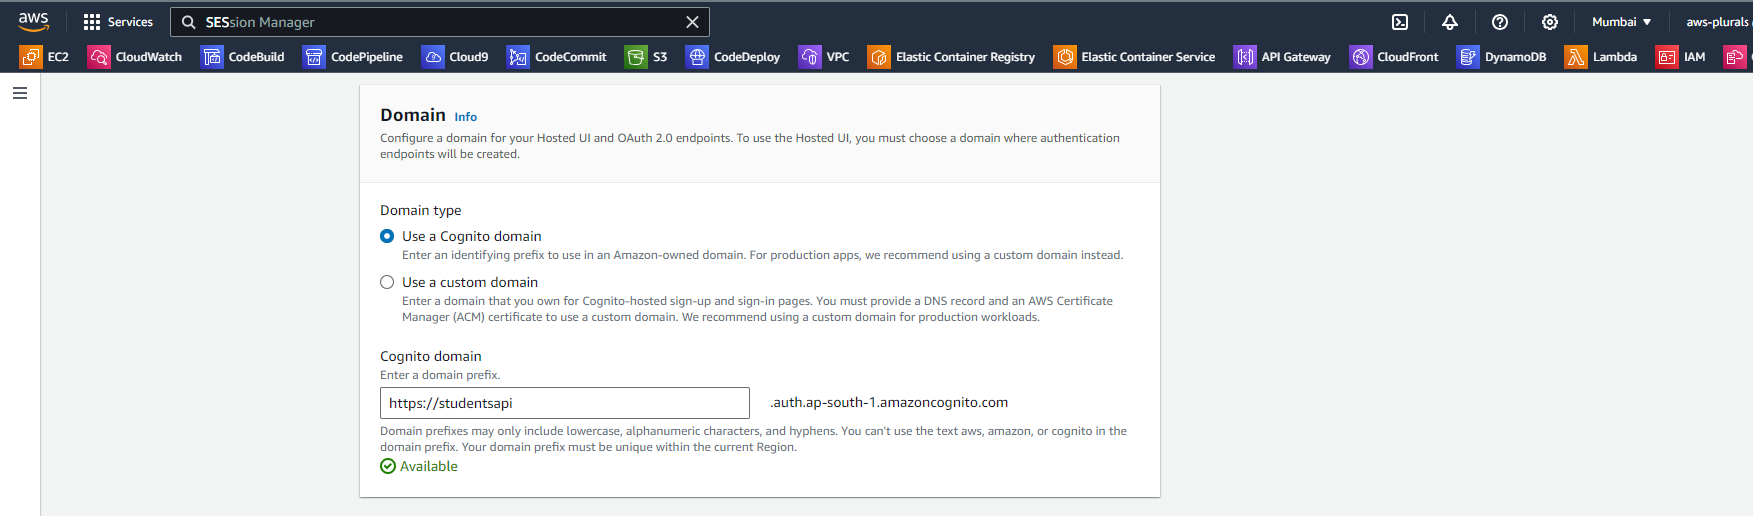 aws Services SESsion Manager Mumbai aws-plurals
EC2 CloudWatch CodeBuild CodePipeline Cloud9 CodeCommit S3 CodeDeploy VPC Elastic Container Registry Elastic Container Service API Gateway CloudFront DynamoDB Lambda IAM
Domain Info
Configure a domain for your Hosted UI and OAuth 2.0 endpoints. To use the Hosted UI, you must choose a domain where authentication
endpoints will be created.
Domain type
Use a Cognito domain
Enter an identifying prefix to use in an Amazon-owned domain. For production apps, we recommend using a custom domain instead.
Use a custom domain
Enter a domain that you own for Cognito-hosted sign-up and sign-in pages. You must provide a DNS record and an AWS Certificate
Manager (ACM) certificate to use a custom domain. We recommend using a custom domain for production workloads.
Cognito domain
Enter a domain prefix.
https://studentsapi .auth.ap-south-1.amazoncognito.com
Domain prefixes may only include lowercase, alphanumeric characters, and hyphens. You can't use the text aws, amazon, or cognito in the
domain prefix. Your domain prefix must be unique within the current Region.
Available